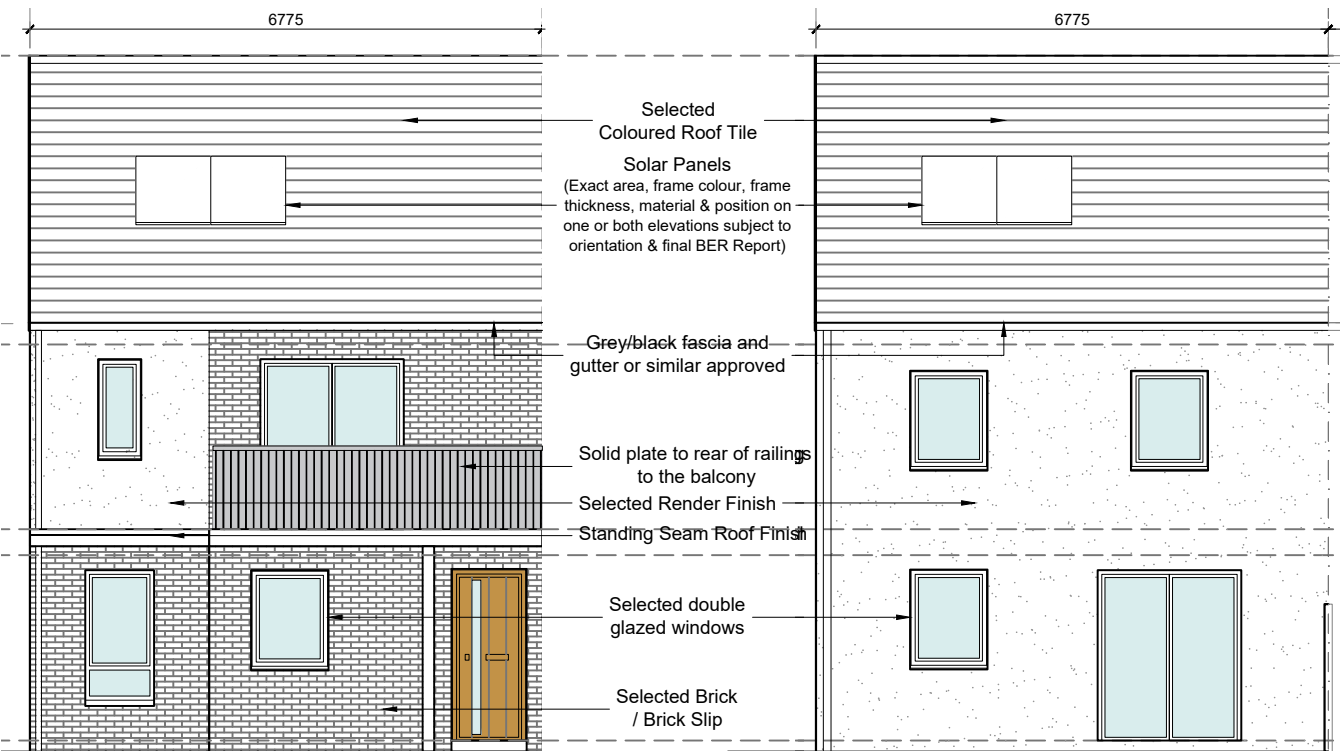 6775
6775
Selected
Coloured Roof Tile
Solar Panels
(Exact area, frame colour, frame
thickness, material & position on
one or both elevations subject to
orientation & final BER Report)
Grey/black fascia and
gutter or similar approved
Solid plate to rear of railings
to the balcony
Selected Render Finish
Standing Seam Roof Finish
Selected double
glazed windows
Selected Brick
/ Brick Slip